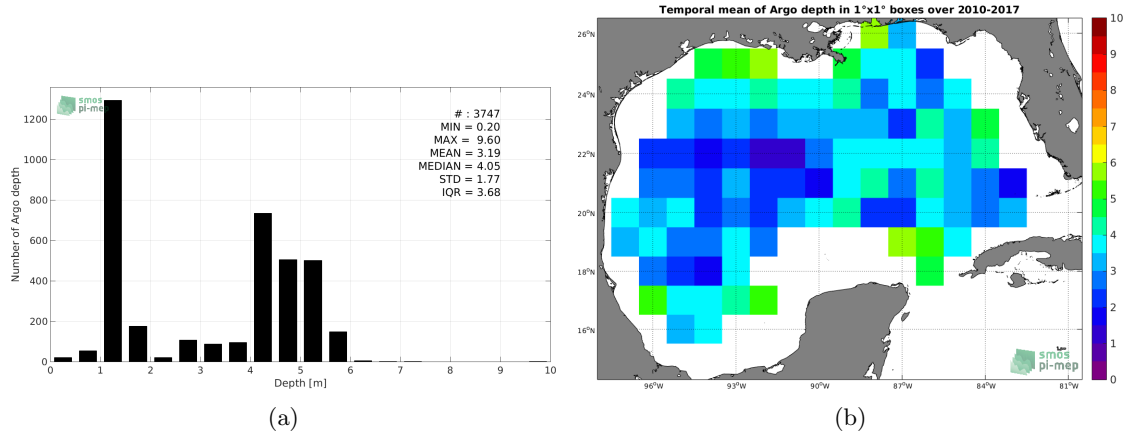 smos
pi-mep
# : 3747
MIN = 0.20
MAX = 9.60
MEAN = 3.19
MEDIAN = 4.05
STD = 1.77
IQR = 3.68
Number of Argo depth
1200
1000
800
600
400
200
0
0 1 2 3 4 5 6 7 8 9 10
Depth [m]
(a)
Temporal mean of Argo depth in 1°x1° boxes over 2010-2017
26°N
24°N
22°N
20°N
18°N
16°N
96°W 93°W 90°W 87°W 84°W 81°W
smos
pi-mep
10
9
8
7
6
5
4
3
2
1
0
(b)